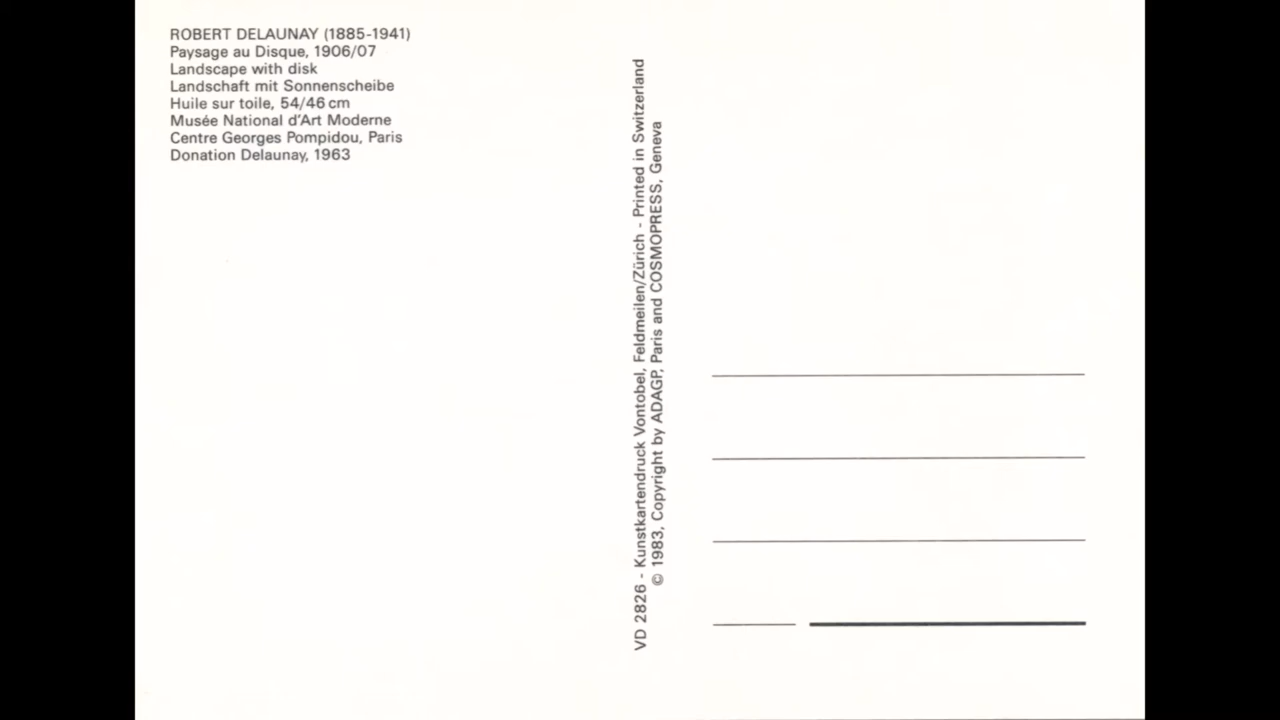 ROBERT DELAUNAY (1885-1941)
Paysage au Disque, 1906/07
Landscape with disk
Landschaft mit Sonnenscheibe
Huile sur toile, 54/46 cm
Musée National d'Art Moderne
Centre Georges Pompidou, Paris
Donation Delaunay, 1963
VD 2826 - Kunstkartendruck Vontobel, Feldmeilen/Zürich - Printed in Switzerland
© 1983, Copyright by ADAGP, Paris and COSMOPRESS, Geneva